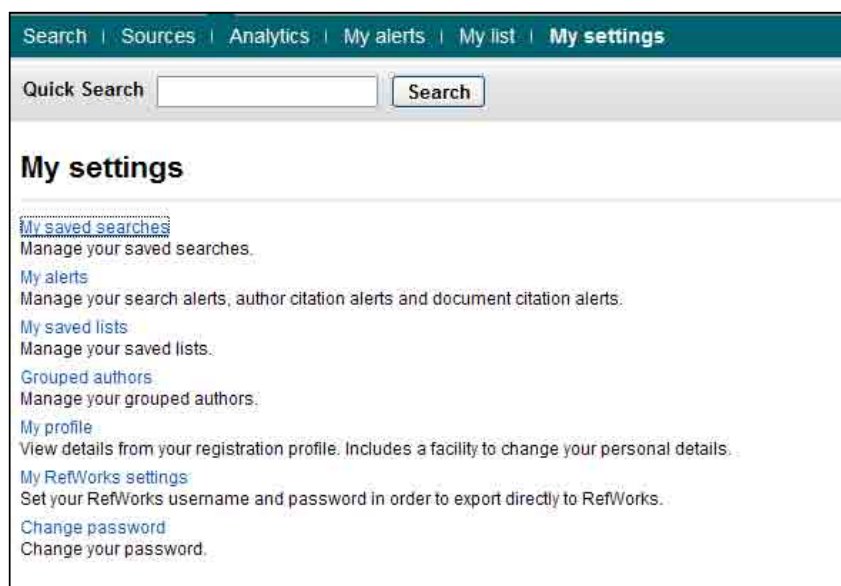 Search | Sources | Analytics | My alerts | My list | My settings
Quick Search Search
My settings
My saved searches
Manage your saved searches.
My alerts
Manage your search alerts, author citation alerts and document citation alerts.
My saved lists
Manage your saved lists.
Grouped authors
Manage your grouped authors.
My profile
View details from your registration profile. Includes a facility to change your personal details.
My RefWorks settings
Set your RefWorks username and password in order to export directly to RefWorks.
Change password
Change your password.